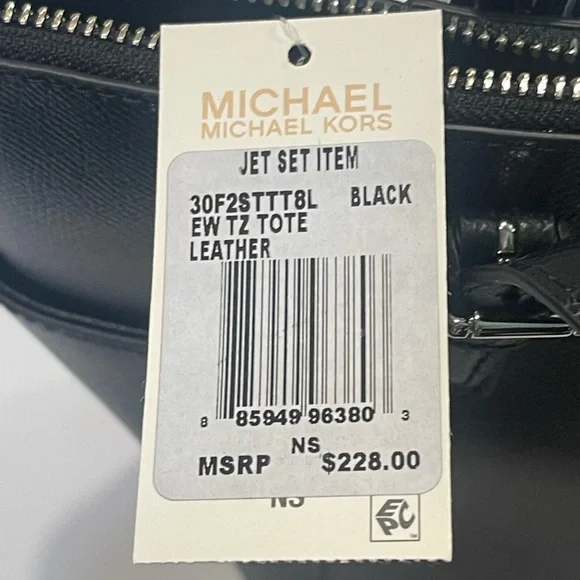 MICHAEL
MICHAEL KORS
JET SET ITEM
30F2STTT8L BLACK
EW TZ TOTE
LEATHER
8 85949 96380 3
NS
MSRP $228.00
NS
EPC